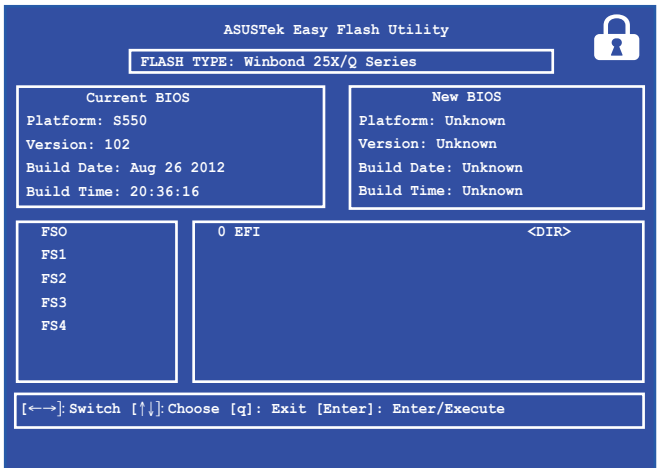 ASUSTek Easy Flash Utility
FLASH TYPE: Winbond 25X/Q Series
Current BIOS
Platform: S550
Version: 102
Build Date: Aug 26 2012
Build Time: 20:36:16
New BIOS
Platform: Unknown
Version: Unknown
Build Date: Unknown
Build Time: Unknown
FSO
FS1
FS2
FS3
FS4
0 EFI <DIR>
[←→]: Switch [↑↓]: Choose [q]: Exit [Enter]: Enter/Execute